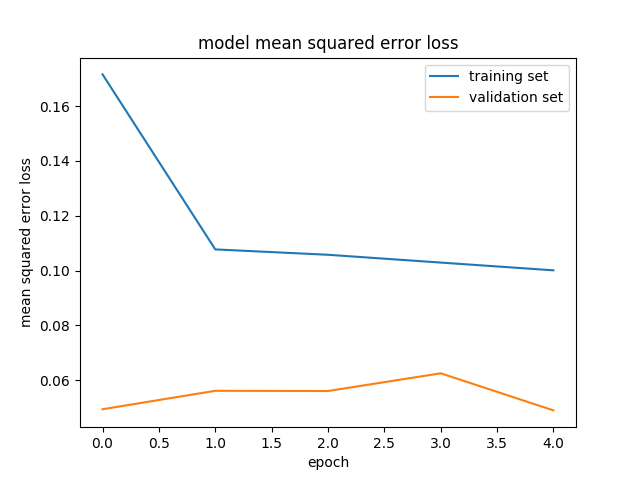 model mean squared error loss
training set
validation set
0.16
0.14
0.12
0.10
0.08
0.06
mean squared error loss
0.0 0.5 1.0 1.5 2.0 2.5 3.0 3.5 4.0
epoch